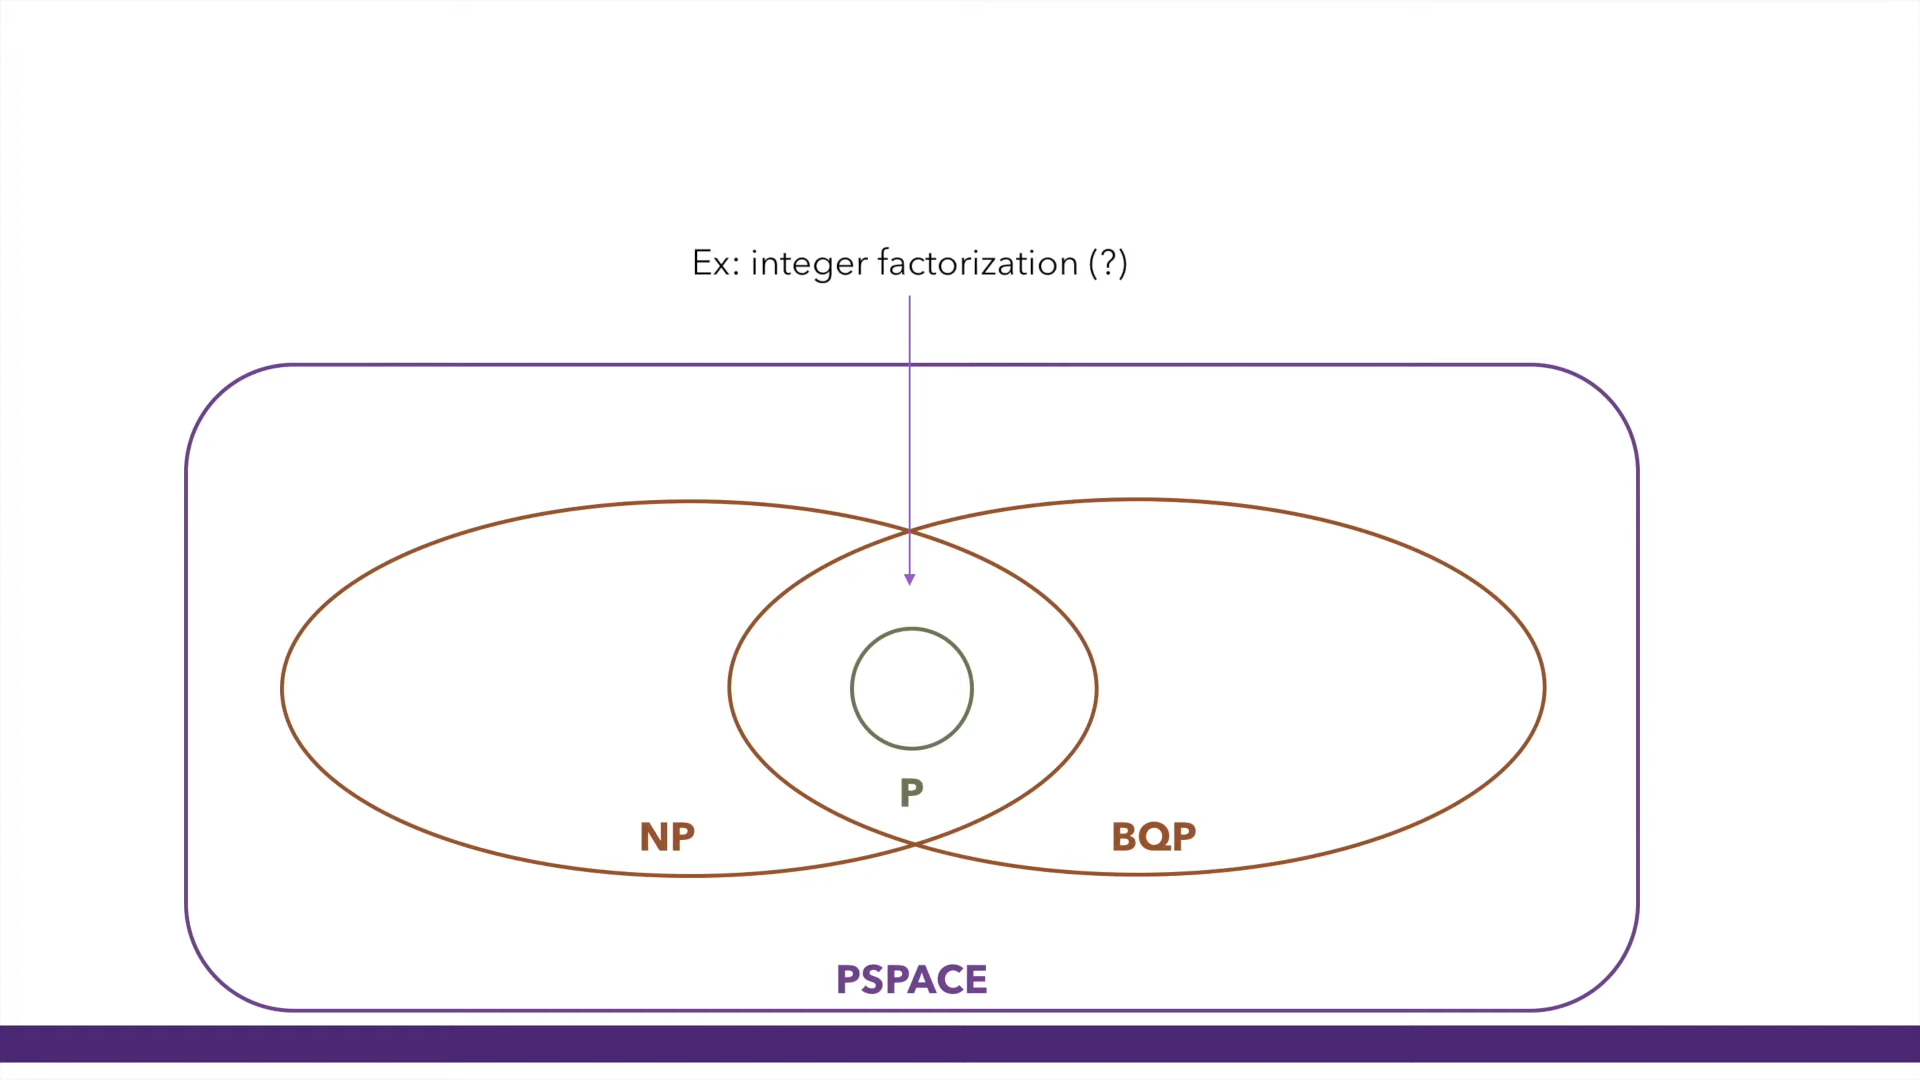 Ex: integer factorization (?)
P
NP
BQP
PSPACE